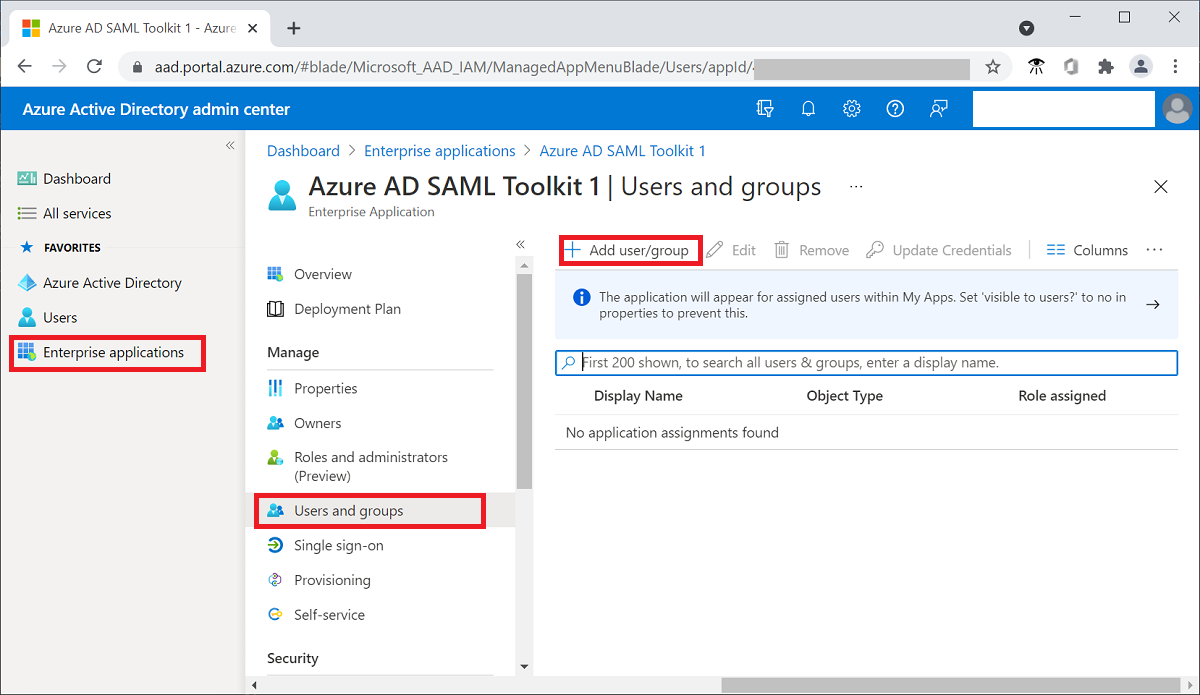 Azure AD SAML Toolkit 1 - Azure
aad.portal.azure.com/#blade/Microsoft_AAD_IAM/ManagedAppMenuBlade/Users/appId/
Azure Active Directory admin center
Dashboard
All services
FAVORITES
Azure Active Directory
Users
Enterprise applications
Dashboard > Enterprise applications > Azure AD SAML Toolkit 1
Azure AD SAML Toolkit 1 | Users and groups ...
Enterprise Application
Overview
Deployment Plan
Manage
Properties
Owners
Roles and administrators
(Preview)
Users and groups
Single sign-on
Provisioning
Self-service
Security
Add user/group Edit Remove Update Credentials Columns ...
The application will appear for assigned users within My Apps. Set 'visible to users?' to no in
properties to prevent this.
First 200 shown, to search all users & groups, enter a display name.
Display Name Object Type Role assigned
No application assignments found